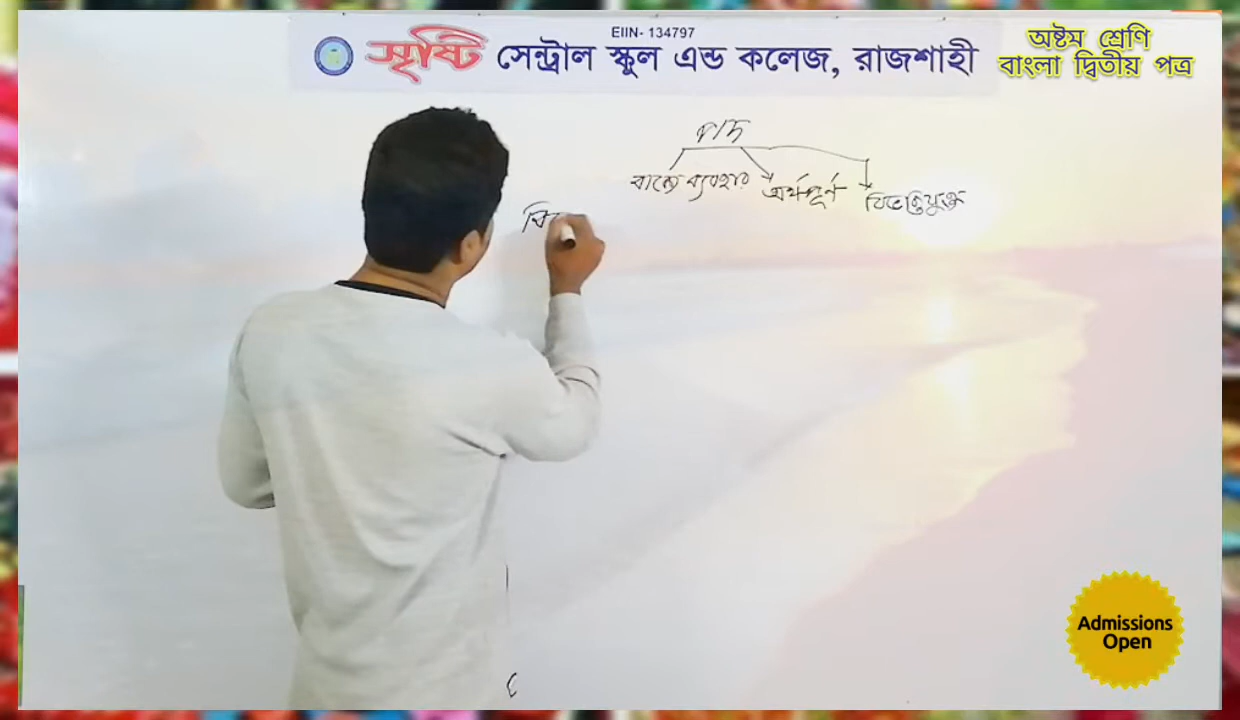 EIIN- 134797
সৃষ্টি সেন্ট্রাল স্কুল এন্ড কলেজ, রাজশাহী
অষ্টম শ্রেণি
বাংলা দ্বিতীয় পত্র
পদ
বাক্যে ব্যবহার অর্থপূর্ণ বিভক্তিযুক্ত
Admissions
Open